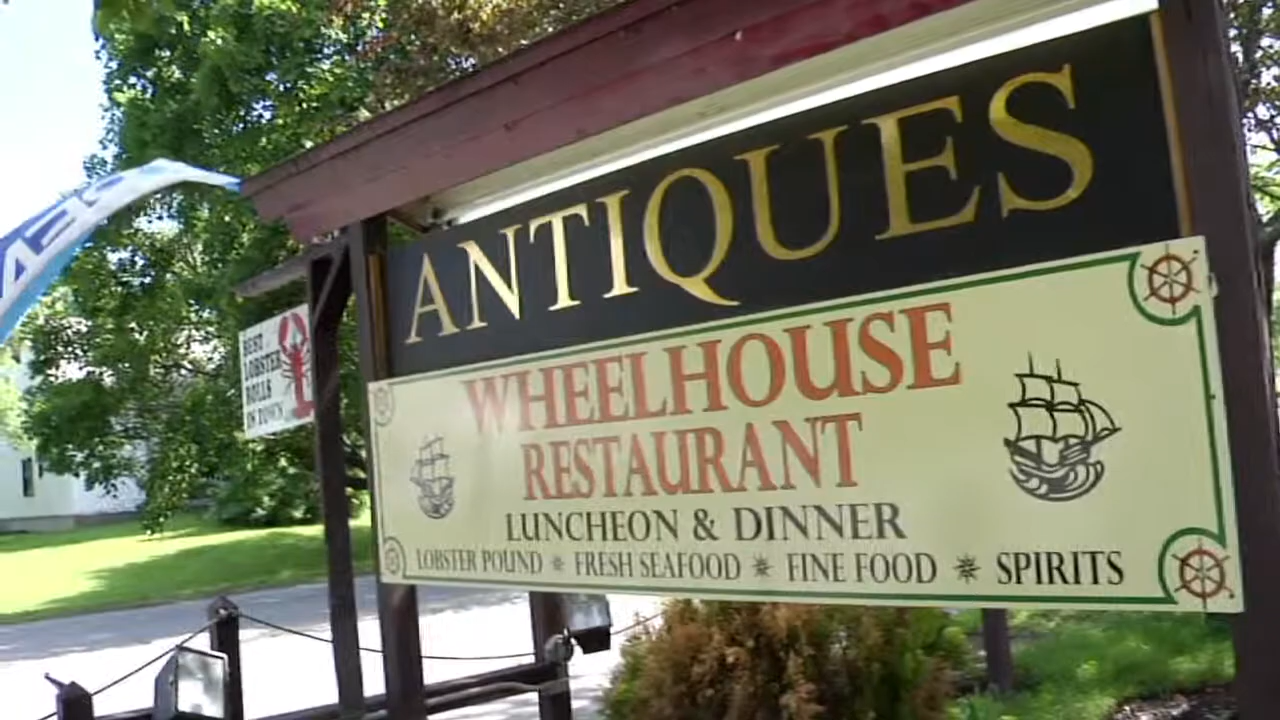 ANTIQUES
WHEELHOUSE
RESTAURANT
LUNCHEON & DINNER
LOBSTER POUND * FRESH SEAFOOD * FINE FOOD * SPIRITS
BEST
LOBSTER
ROLLS
IN TOWN